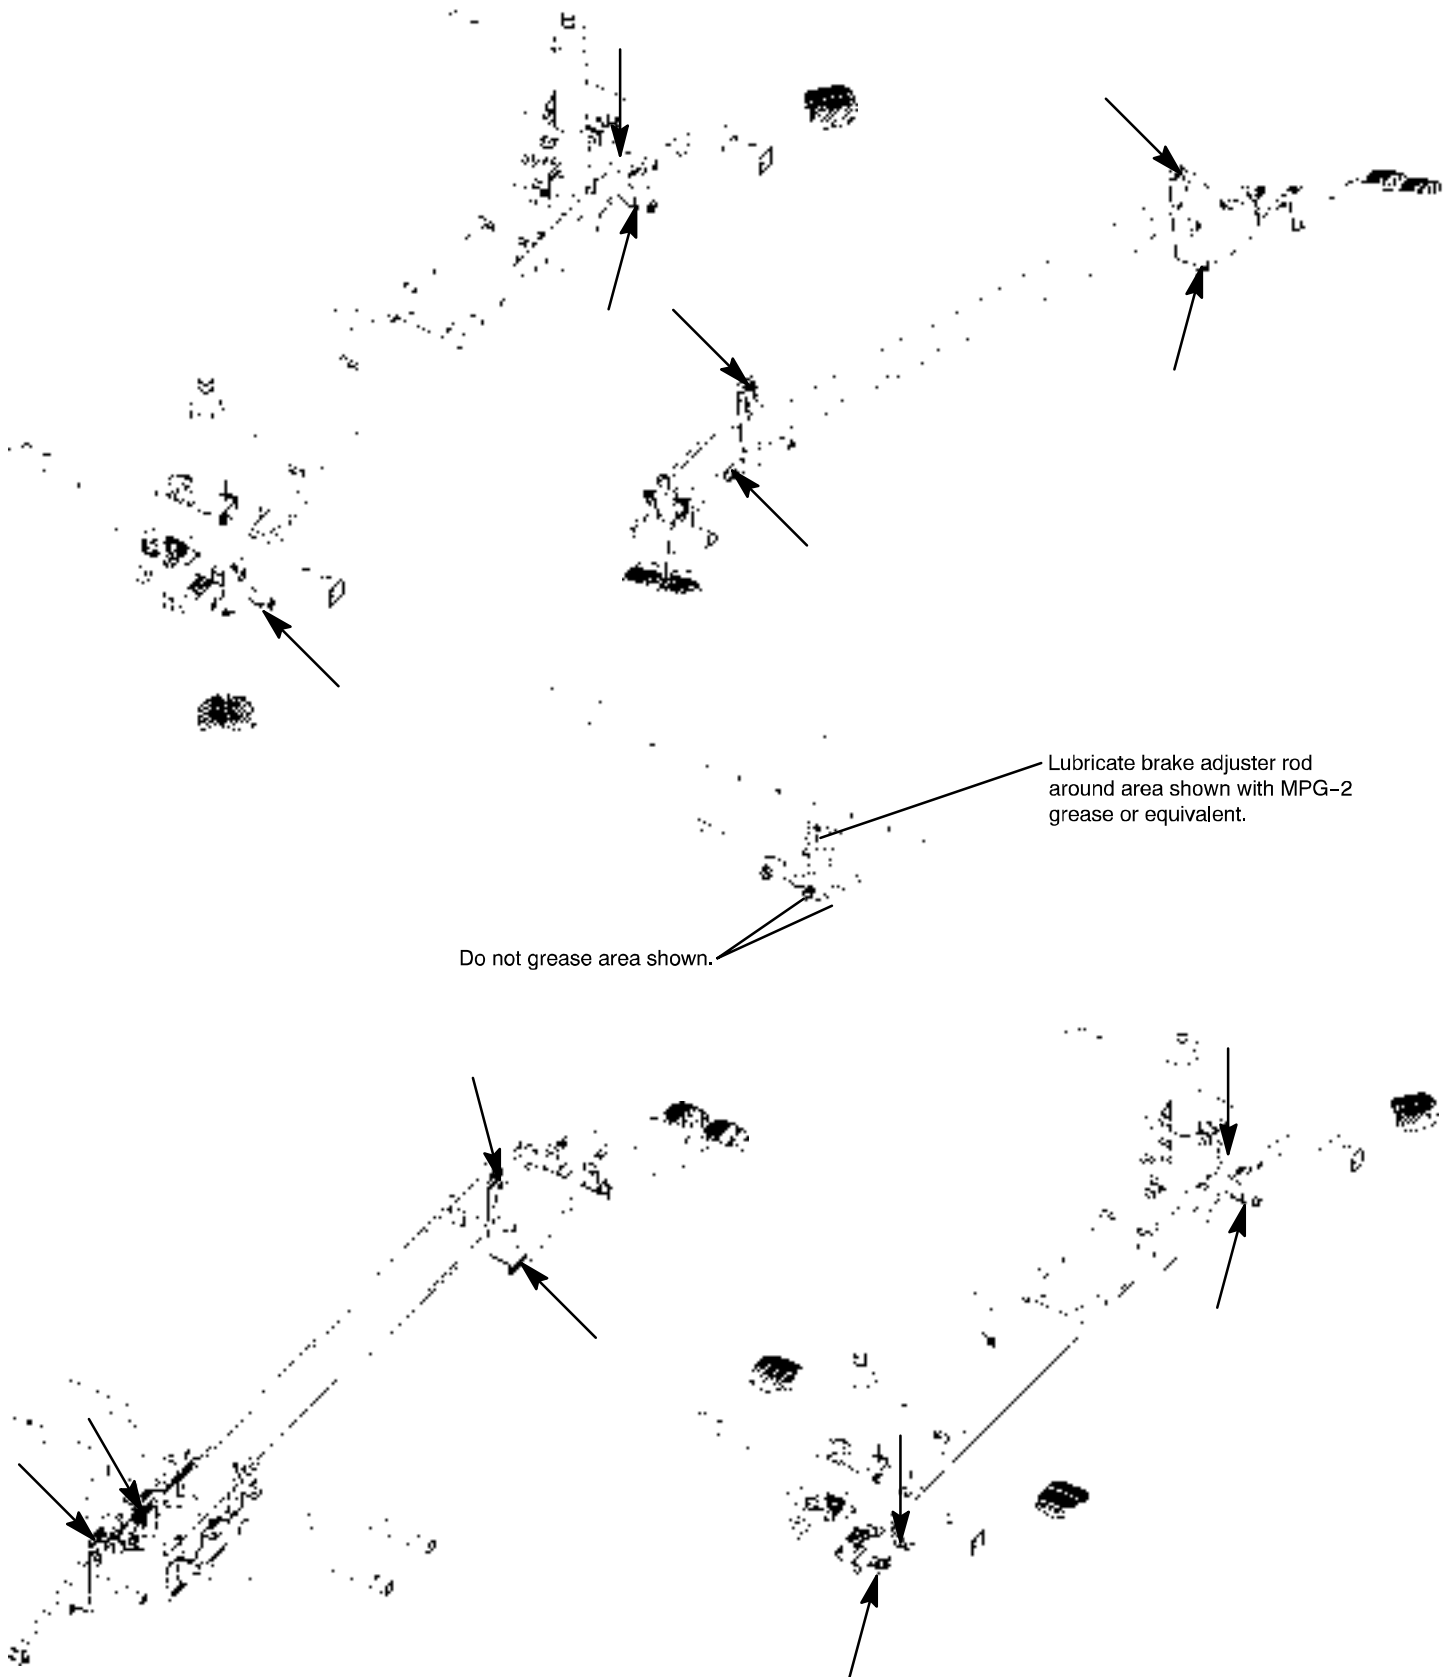 Lubricate brake adjuster rod
around area shown with MPG-2
grease or equivalent.
Do not grease area shown.